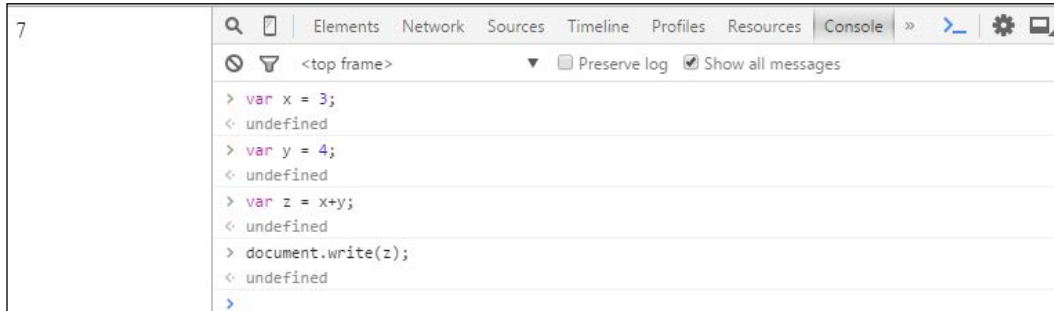 7
Elements Network Sources Timeline Profiles Resources Console »
<top frame> ▼ Preserve log Show all messages
> var x = 3;
<· undefined
> var y = 4;
<· undefined
> var z = x+y;
<· undefined
> document.write(z);
<· undefined
>